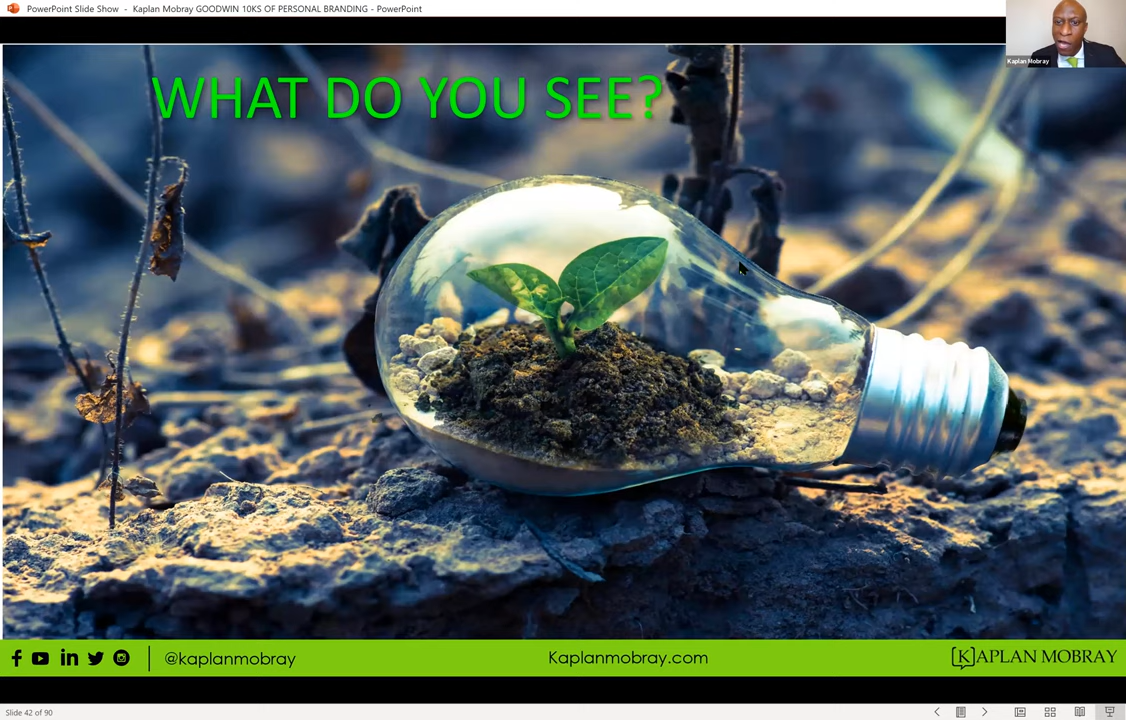 PowerPoint Slide Show - Kaplan Mobray GOODWIN 10KS OF PERSONAL BRANDING - PowerPoint
Kaplan Mobray
WHAT DO YOU SEE?
@kaplanmobray
Kaplanmobray.com
[K]APLAN MOBRAY
Slide 42 of 90